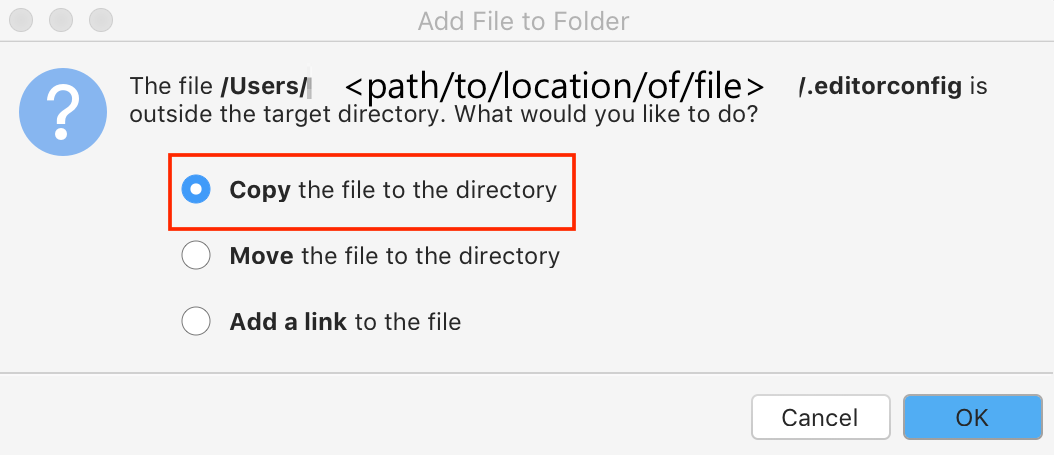 Add File to Folder
The file /Users/ <path/to/location/of/file> /.editorconfig is
outside the target directory. What would you like to do?
Copy the file to the directory
Move the file to the directory
Add a link to the file
Cancel OK